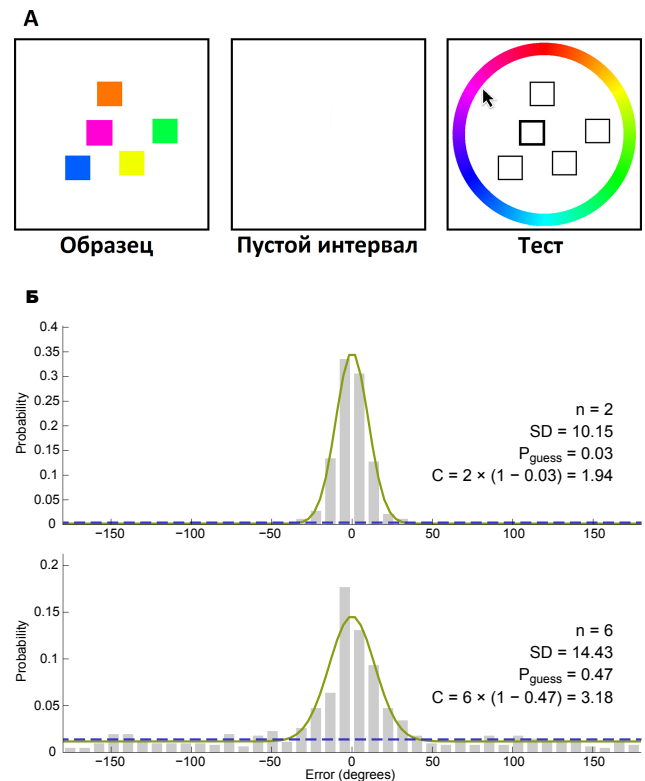 А
Образец
Пустой интервал
Тест
Б
0.4
0.35
0.3
0.25
0.2
0.15
0.1
0.05
0
Probability
n = 2
SD = 10.15
Pguess = 0.03
C = 2 × (1 − 0.03) = 1.94
−150 −100 −50 0 50 100 150
0.2
0.15
0.1
0.05
0
Probability
n = 6
SD = 14.43
Pguess = 0.47
C = 6 × (1 − 0.47) = 3.18
−150 −100 −50 0 50 100 150
Error (degrees)